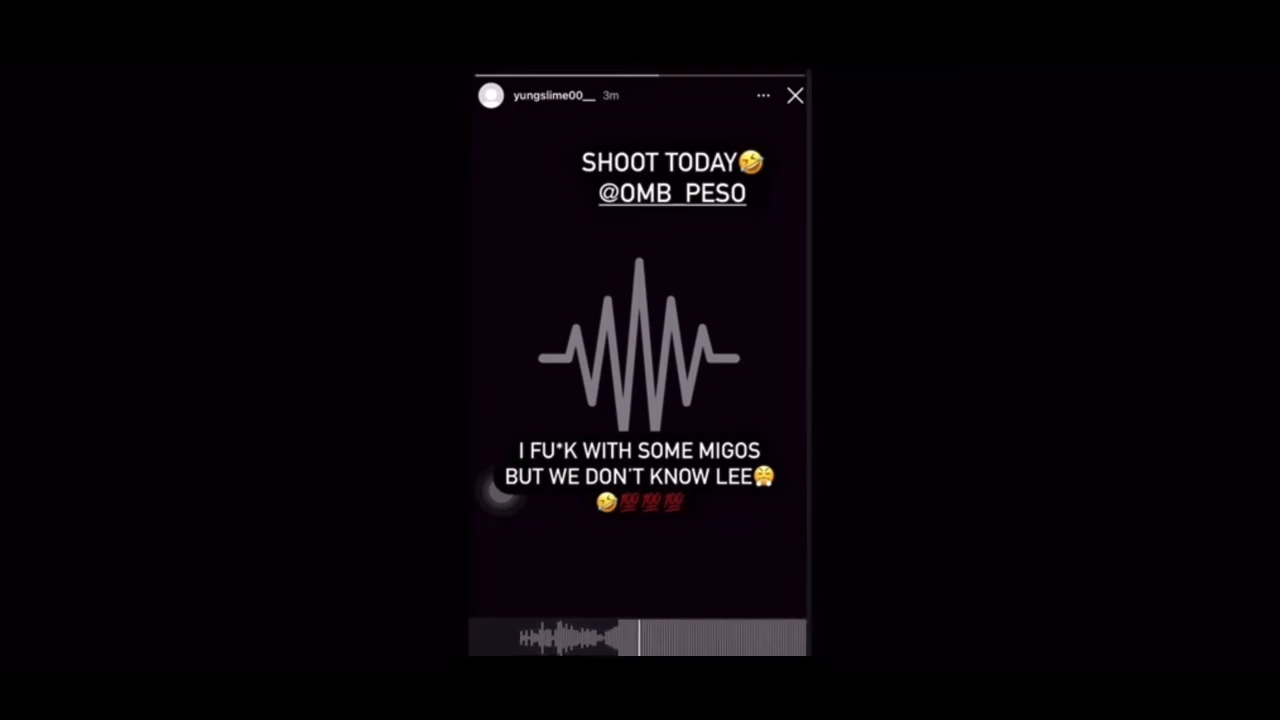 yungslime00__ 3m
SHOOT TODAY🤣
@OMB_PESO
I FU*K WITH SOME MIGOS
BUT WE DON'T KNOW LEE😤
🤣💯💯💯